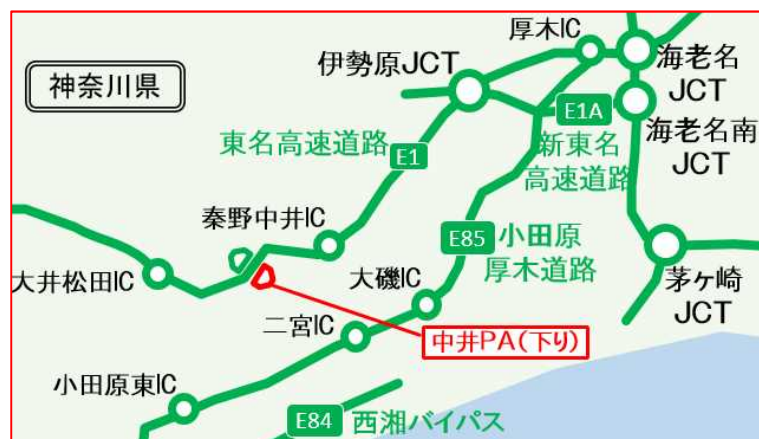 厚木IC
神奈川県
伊勢原JCT
海老名
JCT
E1A
東名高速道路
E1
新東名
高速道路
海老名南
JCT
秦野中井IC
E85
小田原
厚木道路
大井松田IC
大磯IC
茅ヶ崎
JCT
二宮IC
中井PA(下り)
小田原東IC
E84
西湘バイパス